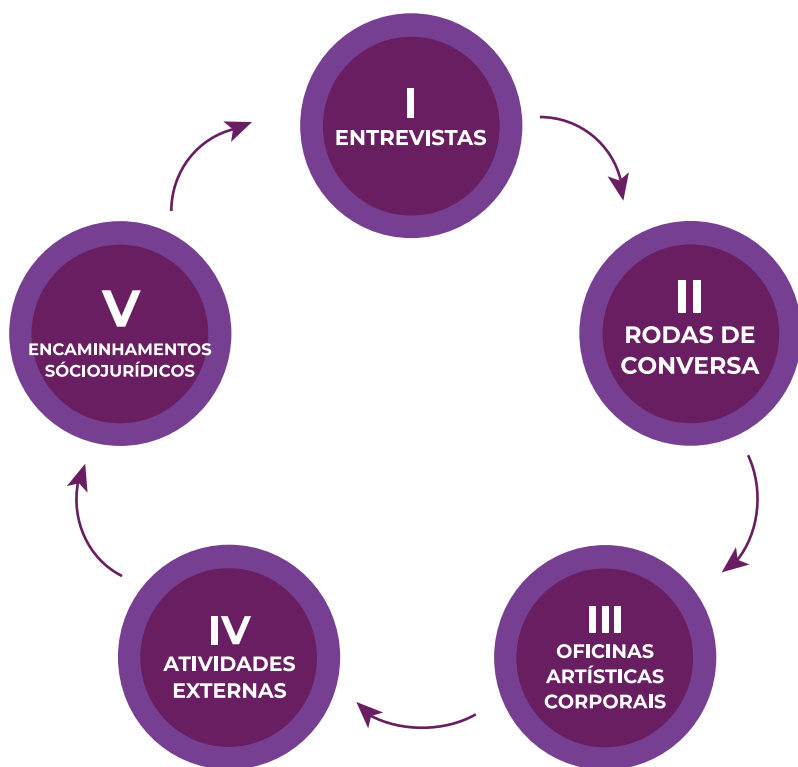 I
ENTREVISTAS
II
RODAS DE
CONVERSA
III
OFICINAS
ARTÍSTICAS
CORPORAIS
IV
ATIVIDADES
EXTERNAS
V
ENCAMINHAMENTOS
SÓCIOJURÍDICOS